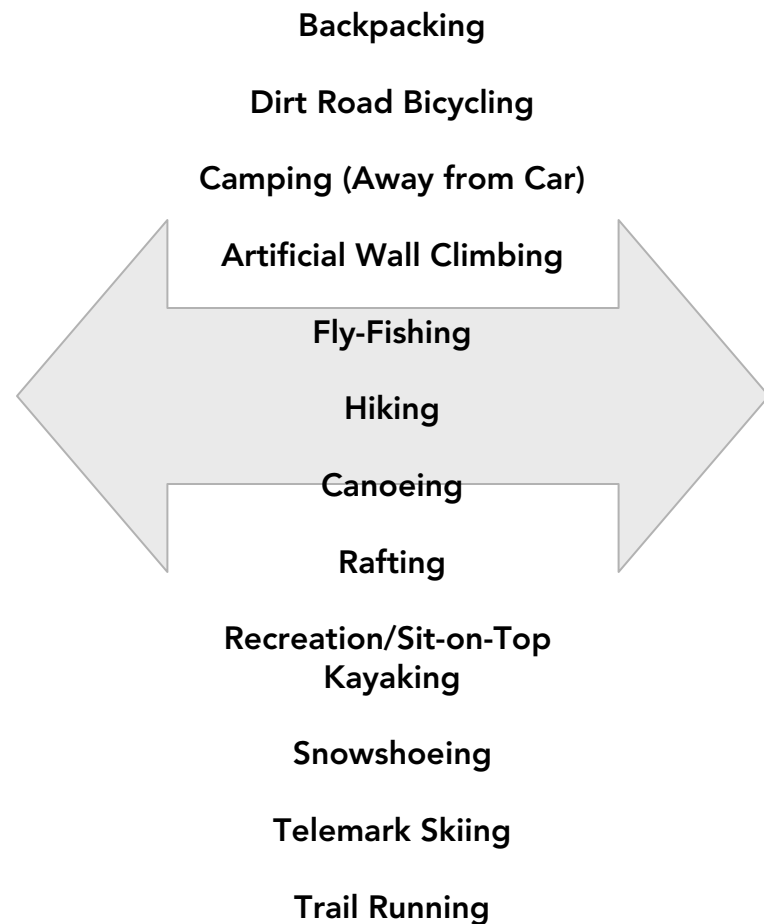 Backpacking
Dirt Road Bicycling
Camping (Away from Car)
Artificial Wall Climbing
Fly-Fishing
Hiking
Canoeing
Rafting
Recreation/Sit-on-Top
Kayaking
Snowshoeing
Telemark Skiing
Trail Running